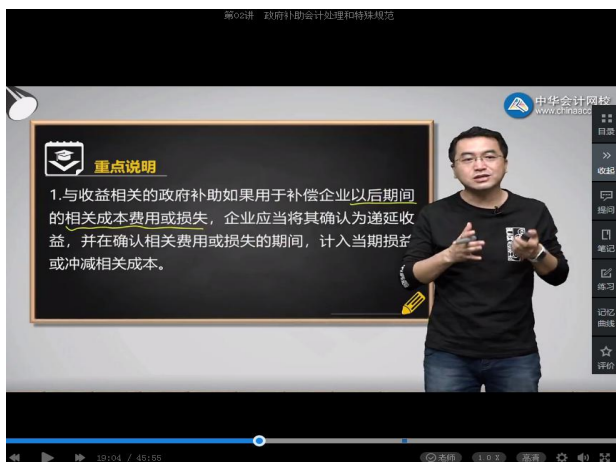 第02讲 政府补助会计处理和特殊规范
中华会计网校
www.chinaacc
重点说明
1.与收益相关的政府补助如果用于补偿企业以后期间
的相关成本费用或损失，企业应当将其确认为递延收
益，并在确认相关费用或损失的期间，计入当期损益
或冲减相关成本。
目录
收起
提问
笔记
练习
记忆
曲线
评价
19:04 / 45:55
老师
1.0 X
高清